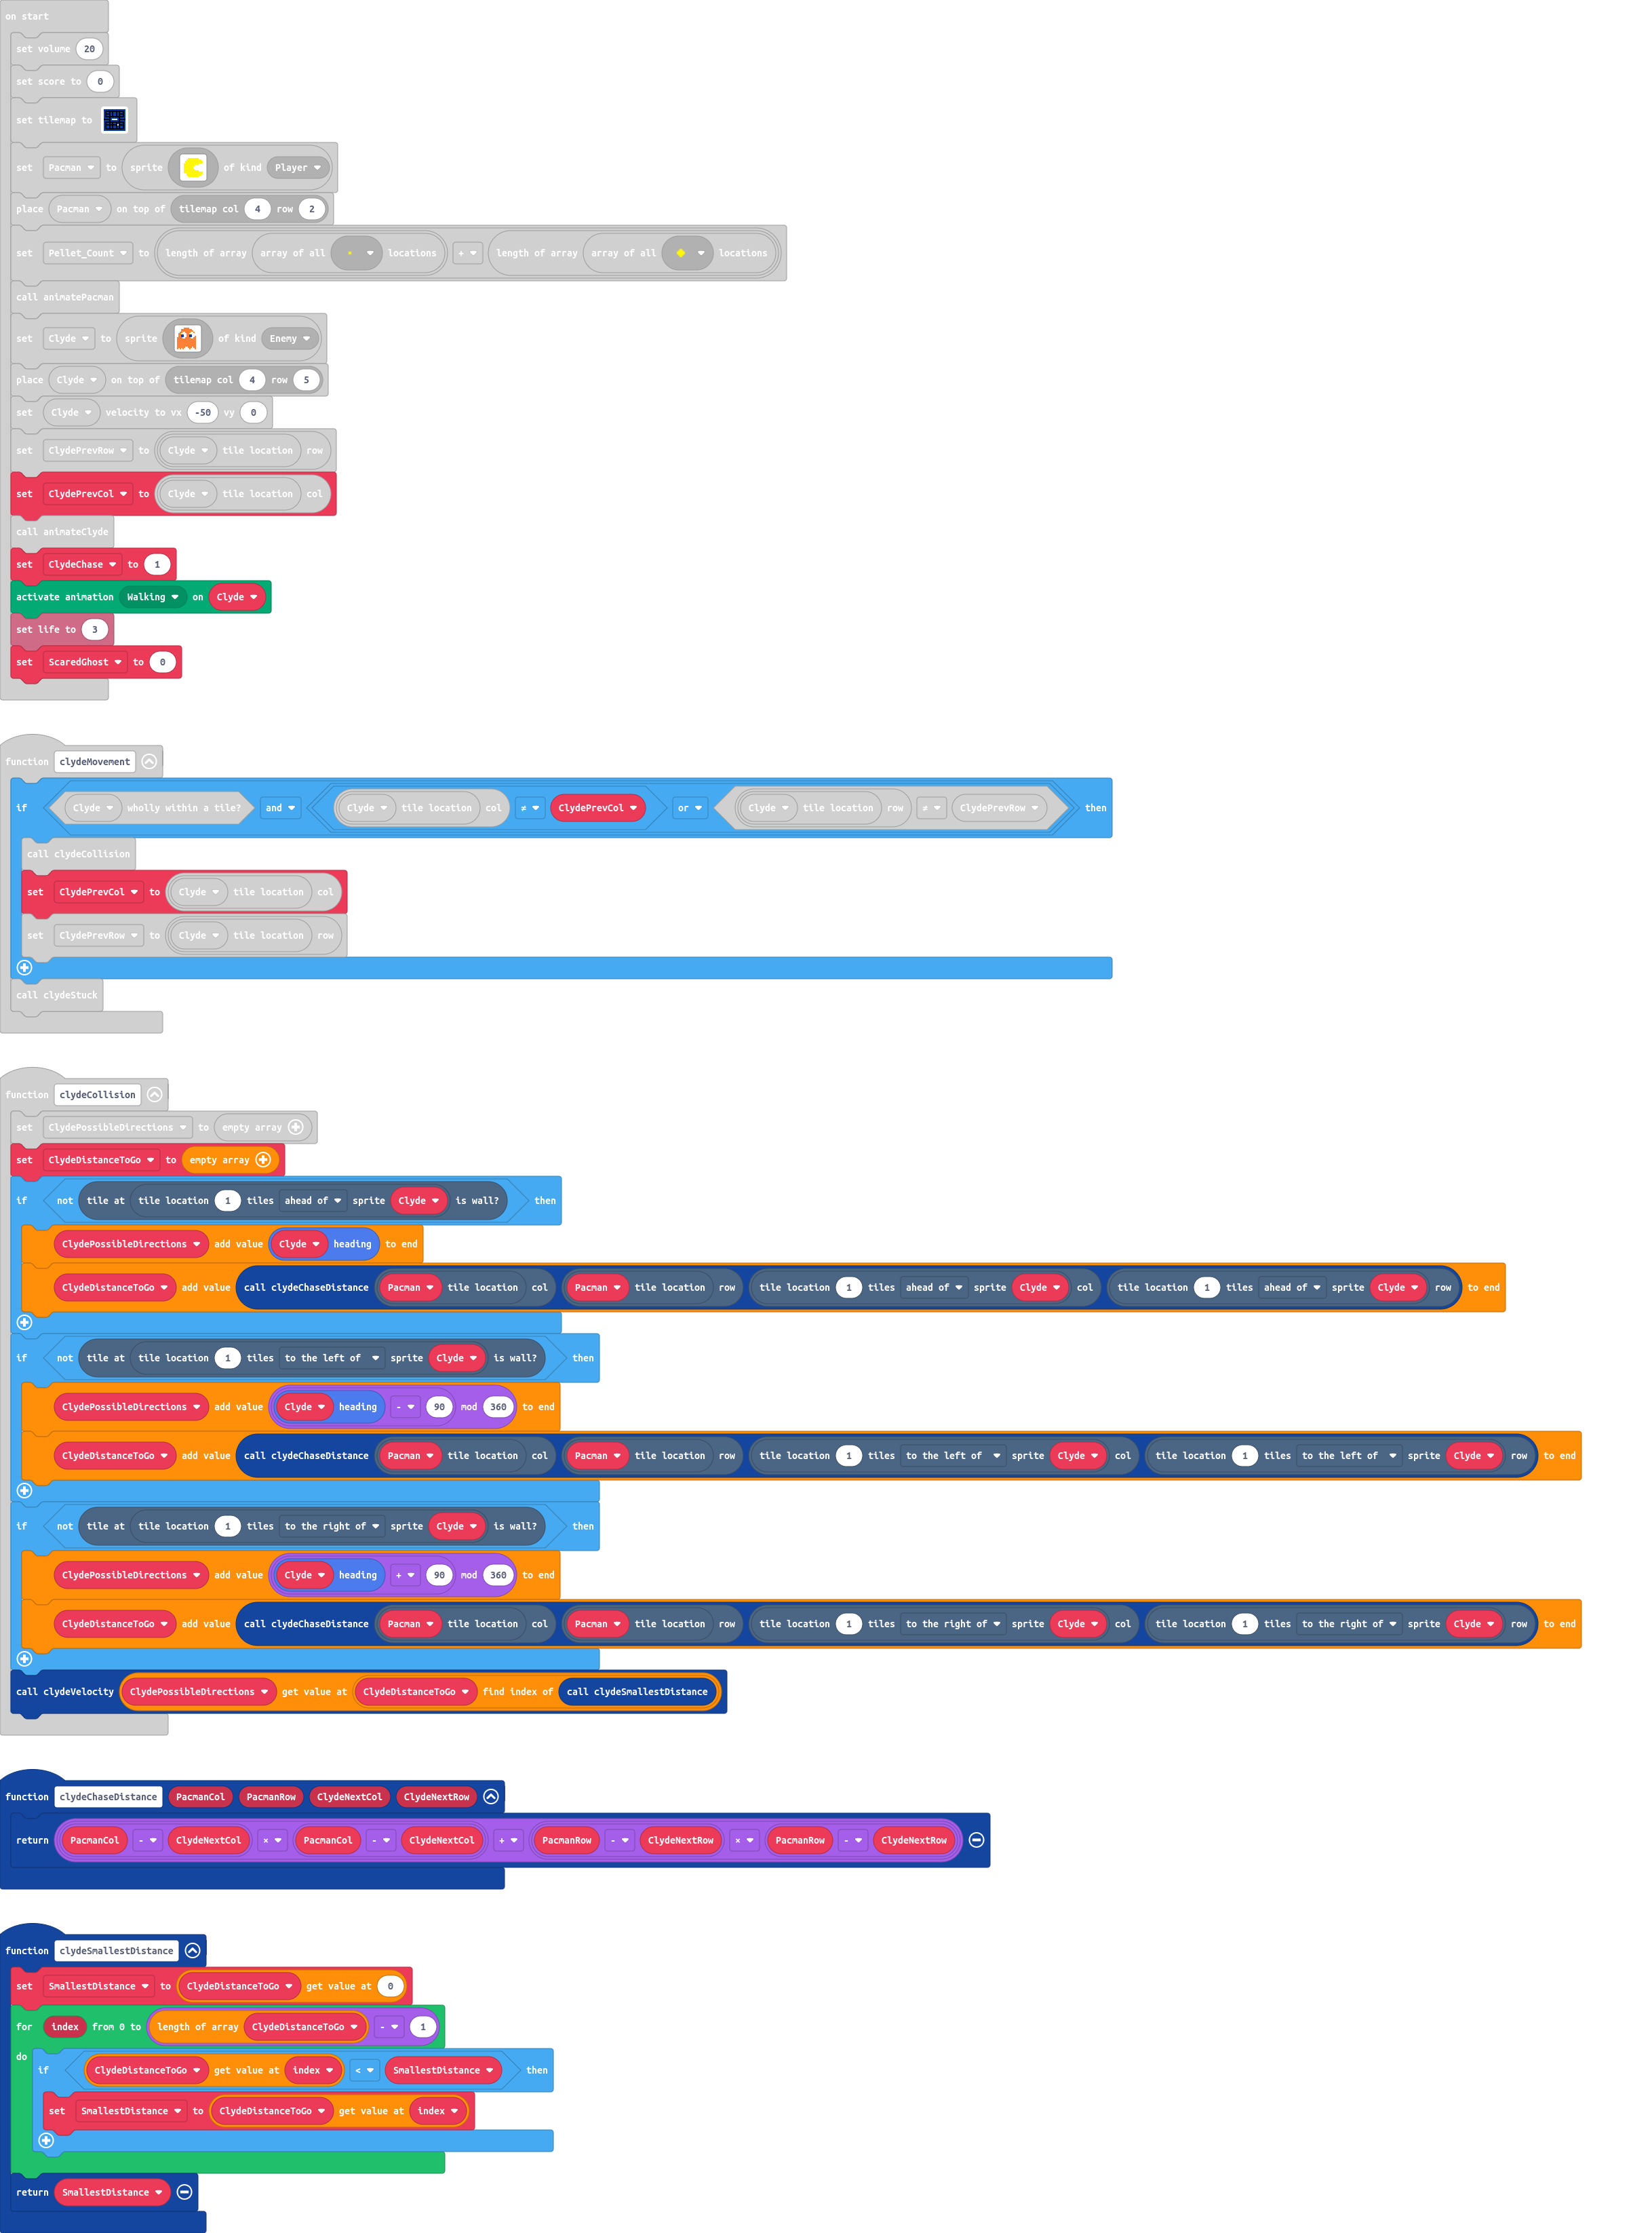 on start
set volume 20
set score to 0
set tilemap to
set Pacman to sprite of kind Player
place Pacman on top of tilemap col 4 row 2
set Pellet_Count to length of array array of all locations + length of array array of all locations
call animatePacman
set Clyde to sprite of kind Enemy
place Clyde on top of tilemap col 4 row 5
set Clyde velocity to vx -50 vy 0
set ClydePrevRow to Clyde tile location row
set ClydePrevCol to Clyde tile location col
call animateClyde
set ClydeChase to 1
activate animation Walking on Clyde
set life to 3
set ScaredGhost to 0
function clydeMovement
if Clyde wholly within a tile? and Clyde tile location col ≠ ClydePrevCol or Clyde tile location row ≠ ClydePrevRow then
call clydeCollision
set ClydePrevCol to Clyde tile location col
set ClydePrevRow to Clyde tile location row
call clydeStuck
function clydeCollision
set ClydePossibleDirections to empty array
set ClydeDistanceToGo to empty array
if not tile at tile location 1 tiles ahead of sprite Clyde is wall? then
ClydePossibleDirections add value Clyde heading to end
ClydeDistanceToGo add value call clydeChaseDistance Pacman tile location col Pacman tile location row tile location 1 tiles ahead of sprite Clyde col tile location 1 tiles ahead of sprite Clyde row to end
if not tile at tile location 1 tiles to the left of sprite Clyde is wall? then
ClydePossibleDirections add value Clyde heading - 90 mod 360 to end
ClydeDistanceToGo add value call clydeChaseDistance Pacman tile location col Pacman tile location row tile location 1 tiles to the left of sprite Clyde col tile location 1 tiles to the left of sprite Clyde row to end
if not tile at tile location 1 tiles to the right of sprite Clyde is wall? then
ClydePossibleDirections add value Clyde heading + 90 mod 360 to end
ClydeDistanceToGo add value call clydeChaseDistance Pacman tile location col Pacman tile location row tile location 1 tiles to the right of sprite Clyde col tile location 1 tiles to the right of sprite Clyde row to end
call clydeVelocity ClydePossibleDirections get value at ClydeDistanceToGo find index of call clydeSmallestDistance
function clydeChaseDistance PacmanCol PacmanRow ClydeNextCol ClydeNextRow
return PacmanCol - ClydeNextCol × PacmanCol - ClydeNextCol + PacmanRow - ClydeNextRow × PacmanRow - ClydeNextRow
function clydeSmallestDistance
set SmallestDistance to ClydeDistanceToGo get value at 0
for index from 0 to length of array ClydeDistanceToGo - 1
do
if ClydeDistanceToGo get value at index < SmallestDistance then
set SmallestDistance to ClydeDistanceToGo get value at index
return SmallestDistance